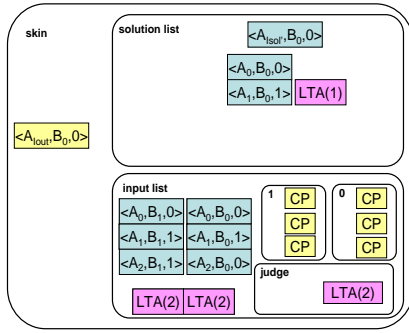 skin
solution list
<A_lsol',B_0,0>
<A_0,B_0,0>
<A_1,B_0,1> LTA(1)
<A_lout,B_0,0>
input list
<A_0,B_1,0> <A_0,B_0,0>
<A_1,B_1,1> <A_1,B_0,1>
<A_2,B_1,1> <A_2,B_0,0>
LTA(2) LTA(2)
1
CP
CP
CP
0
CP
CP
CP
judge
LTA(2)